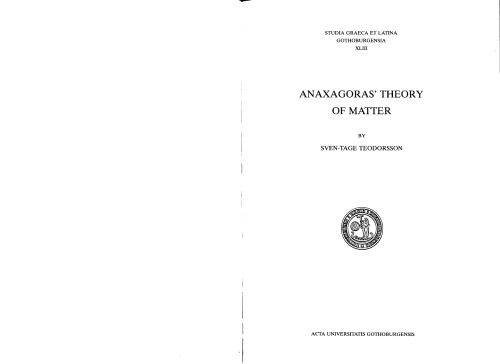 STUDIA GRAECA ET LATINA
GOTHOBURGENSIA
XLIII
ANAXAGORAS' THEORY
OF MATTER
BY
SVEN-TAGE TEODORSSON
ACTA UNIVERSITATIS GOTHOBURGENSIS